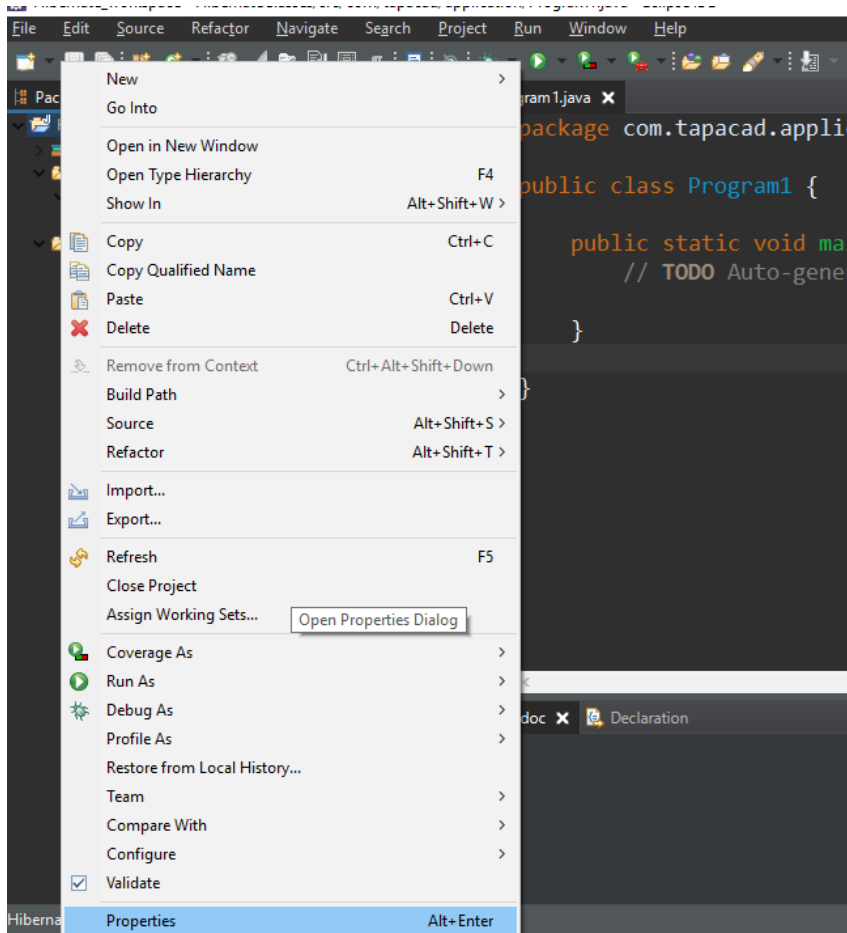 File Edit Source Refactor Navigate Search Project Run Window Help
Pac
gram1.java
New
Go Into
Open in New Window
Open Type Hierarchy F4
Show In Alt+Shift+W >
Copy Ctrl+C
Copy Qualified Name
Paste Ctrl+V
Delete Delete
Remove from Context Ctrl+Alt+Shift+Down
Build Path >
Source Alt+Shift+S >
Refactor Alt+Shift+T >
Import...
Export...
Refresh F5
Close Project
Assign Working Sets...
Open Properties Dialog
Coverage As >
Run As >
Debug As >
Profile As >
Restore from Local History...
Team >
Compare With >
Configure >
Validate
Properties Alt+Enter
package com.tapacad.appli
public class Program1 {
public static void ma
// TODO Auto-gene
}
}
doc Declaration
Hiberna